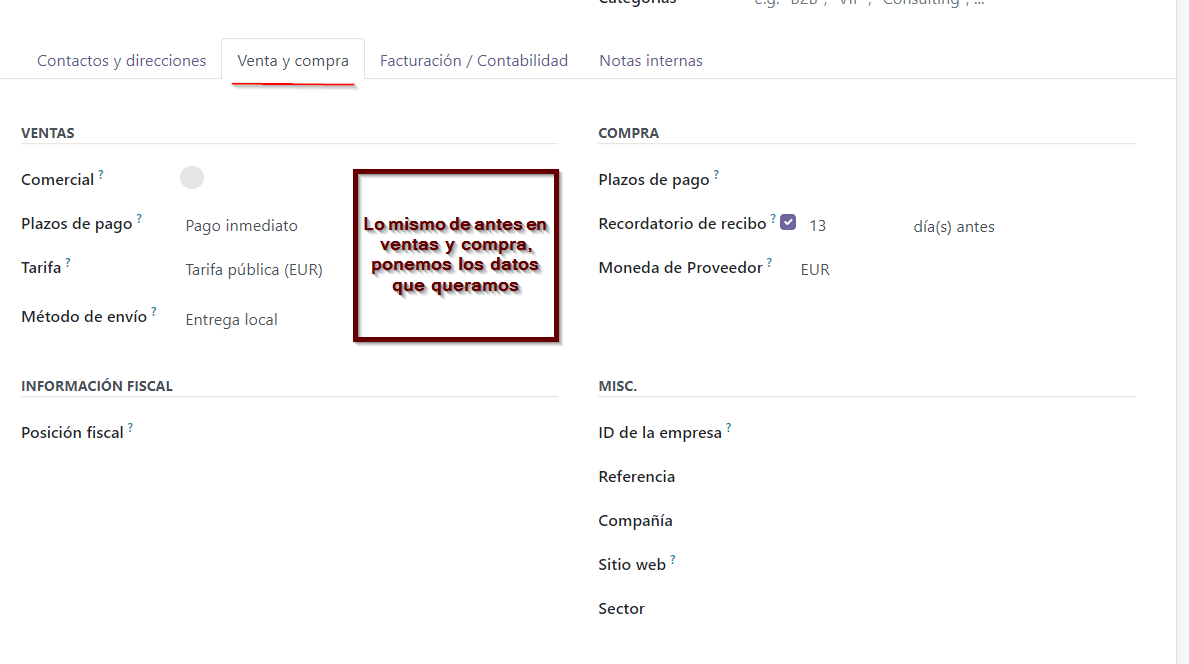 Categorías e.g. "B2B", "VIP", "Consulting", ...
Contactos y direcciones Venta y compra Facturación / Contabilidad Notas internas
VENTAS
Comercial ?
Plazos de pago ? Pago inmediato
Tarifa ? Tarifa pública (EUR)
Método de envío ? Entrega local
Lo mismo de antes en
ventas y compra,
ponemos los datos
que queramos
COMPRA
Plazos de pago ?
Recordatorio de recibo ? 13 día(s) antes
Moneda de Proveedor ? EUR
INFORMACIÓN FISCAL
Posición fiscal ?
MISC.
ID de la empresa ?
Referencia
Compañía
Sitio web ?
Sector